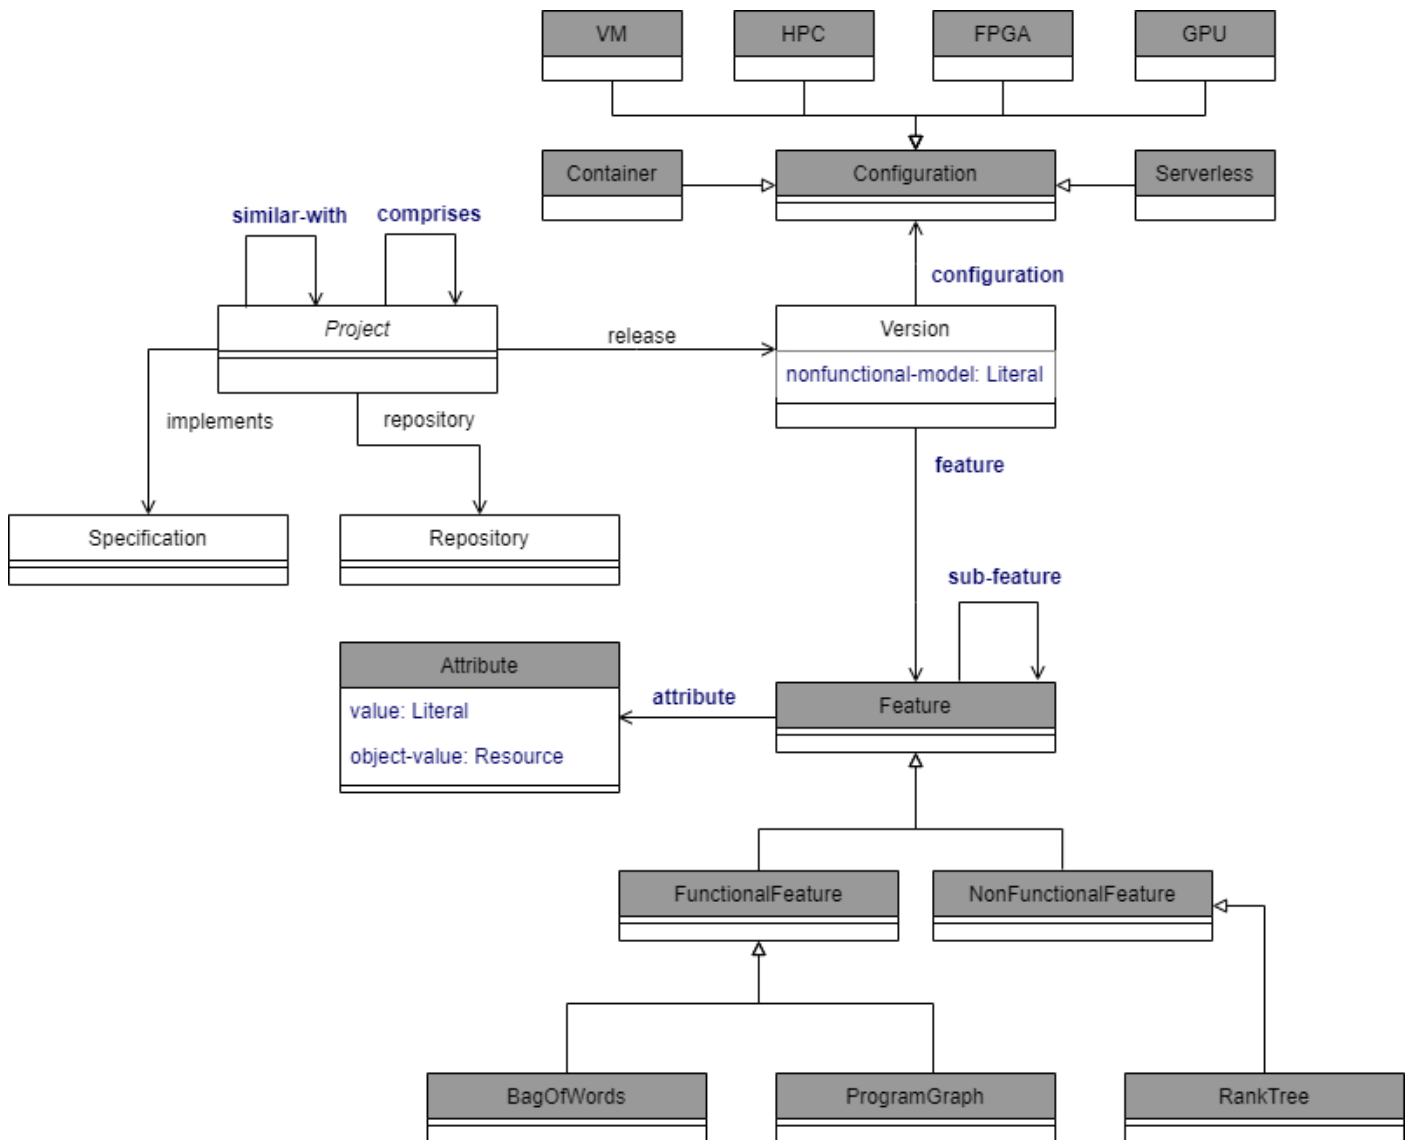 VM
HPC
FPGA
GPU
Container
Configuration
Serverless
similar-with
comprises
configuration
Project
release
Version
nonfunctional-model: Literal
implements
repository
feature
Specification
Repository
sub-feature
Attribute
value: Literal
object-value: Resource
attribute
Feature
FunctionalFeature
NonFunctionalFeature
BagOfWords
ProgramGraph
RankTree